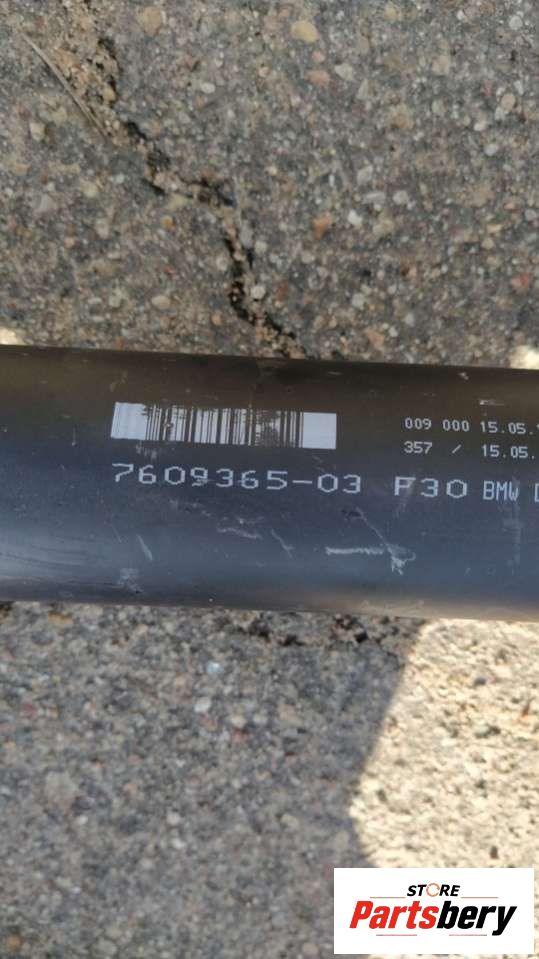 009 000 15.05.
357 / 15.05.
7609365-03 F30 BMW
STORE
Partsbery